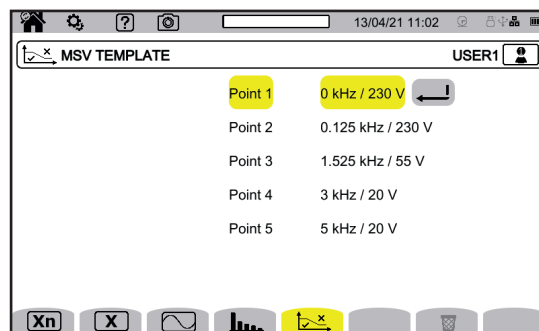 ?
13/04/21 11:02
MSV TEMPLATE
USER1
Point 1 0 kHz / 230 V
Point 2 0.125 kHz / 230 V
Point 3 1.525 kHz / 55 V
Point 4 3 kHz / 20 V
Point 5 5 kHz / 20 V
Xn X